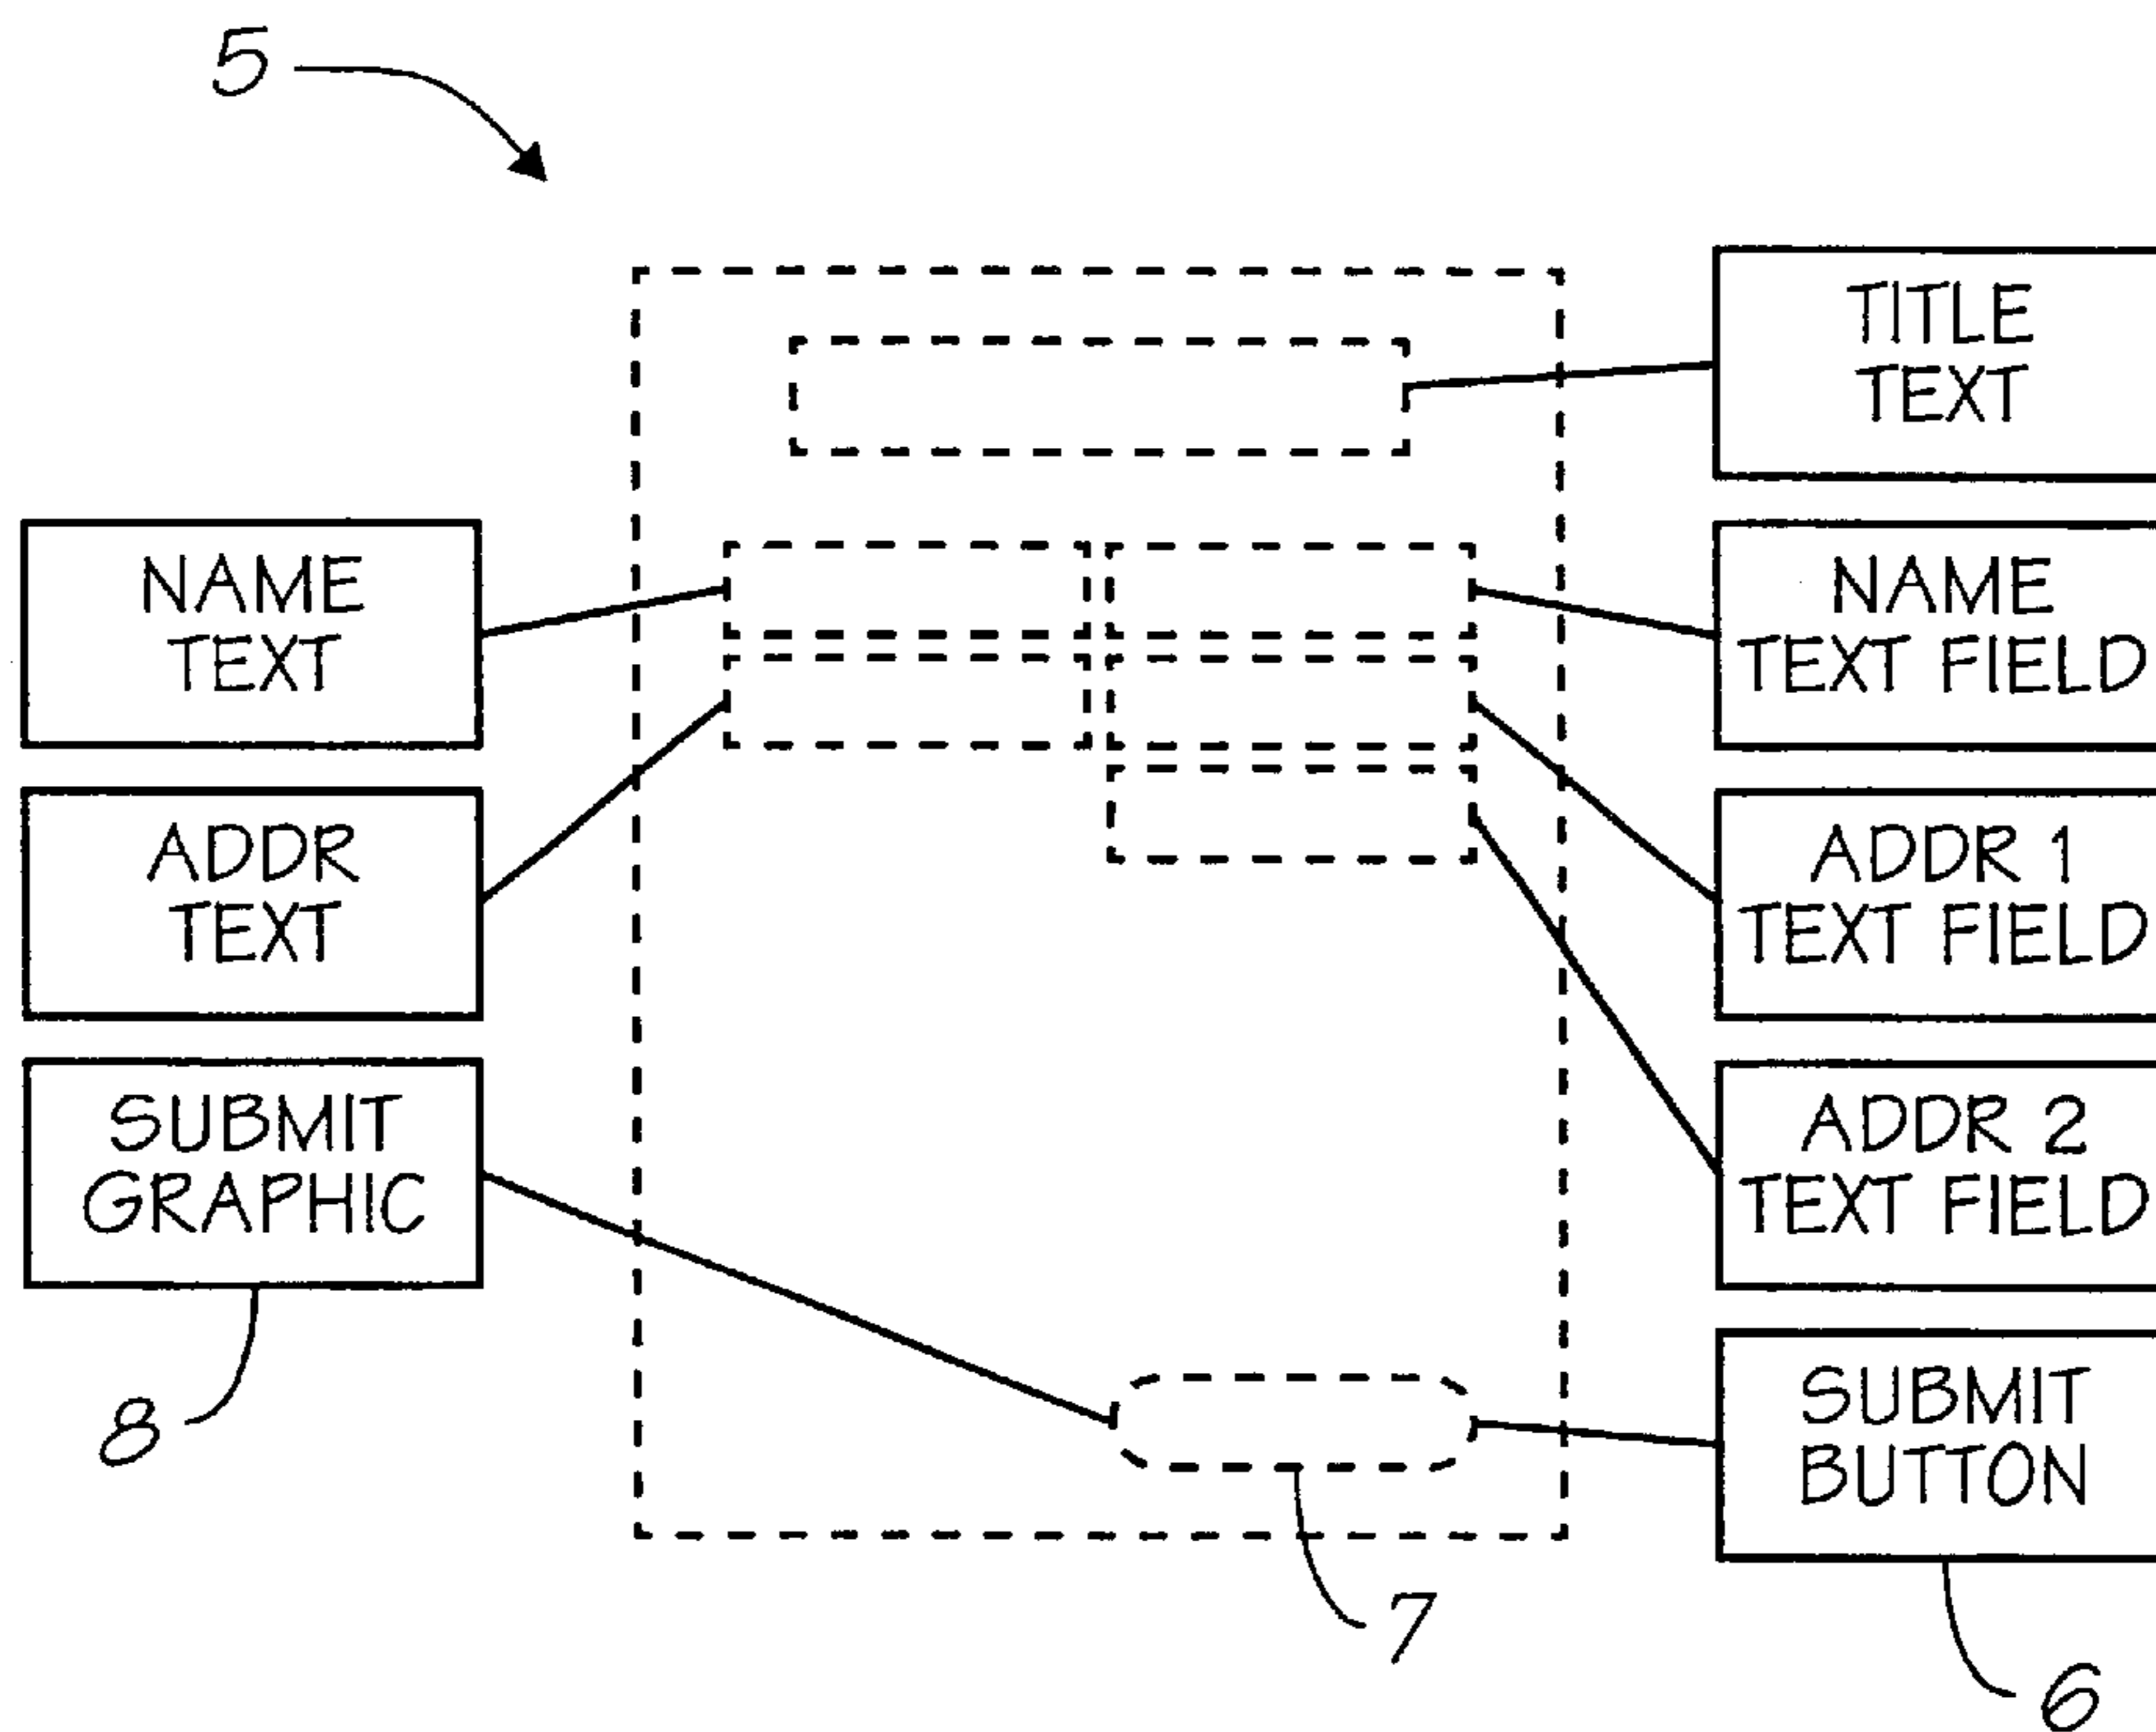 5
TITLE
TEXT
NAME
TEXT
NAME
TEXT FIELD
ADDR
TEXT
ADDR 1
TEXT FIELD
SUBMIT
GRAPHIC
ADDR 2
TEXT FIELD
SUBMIT
BUTTON
8
7
6